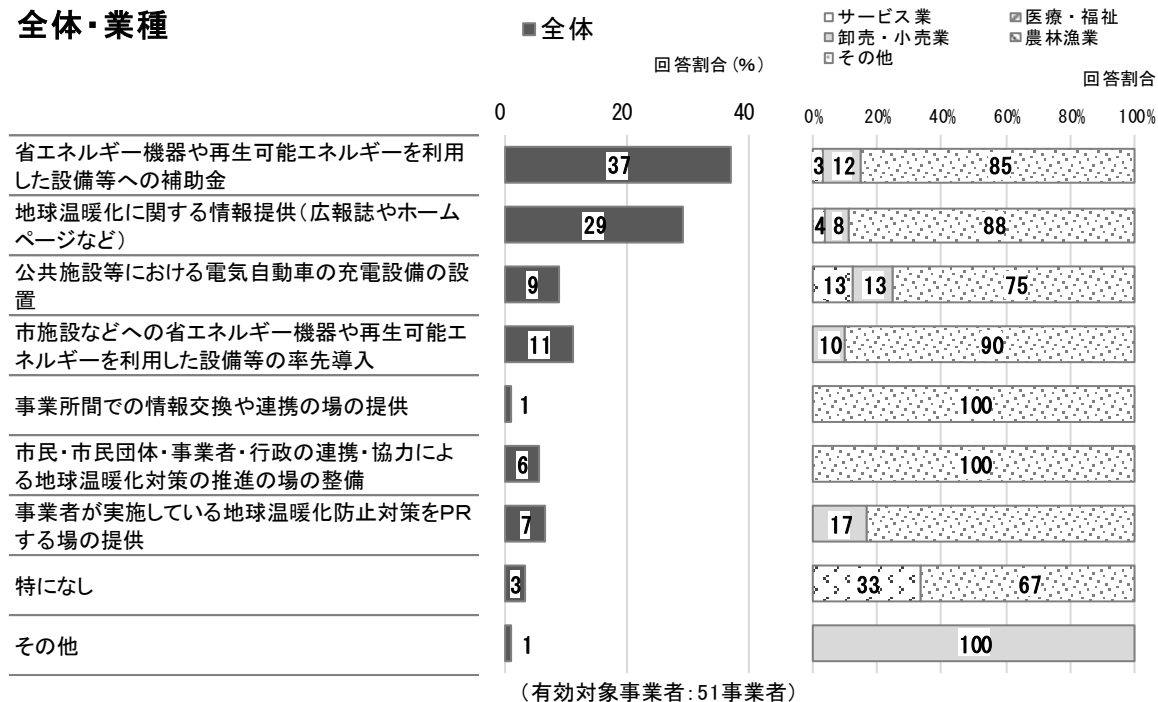 全体・業種
■全体
回答割合(%)
サービス業 医療・福祉
卸売・小売業 農林漁業
その他
回答割合
0 20 40
0% 20% 40% 60% 80% 100%
省エネルギー機器や再生可能エネルギーを利用
した設備等への補助金
37
3 12 85
地球温暖化に関する情報提供(広報誌やホーム
ページなど)
29
4 8 88
公共施設等における電気自動車の充電設備の設
置
9
13 13 75
市施設などへの省エネルギー機器や再生可能エ
ネルギーを利用した設備等の率先導入
11
10 90
事業所間での情報交換や連携の場の提供
1
100
市民・市民団体・事業者・行政の連携・協力によ
る地球温暖化対策の推進の場の整備
6
100
事業者が実施している地球温暖化防止対策をPR
する場の提供
7
17
特になし
3
33 67
その他
1
100
(有効対象事業者:51事業者)